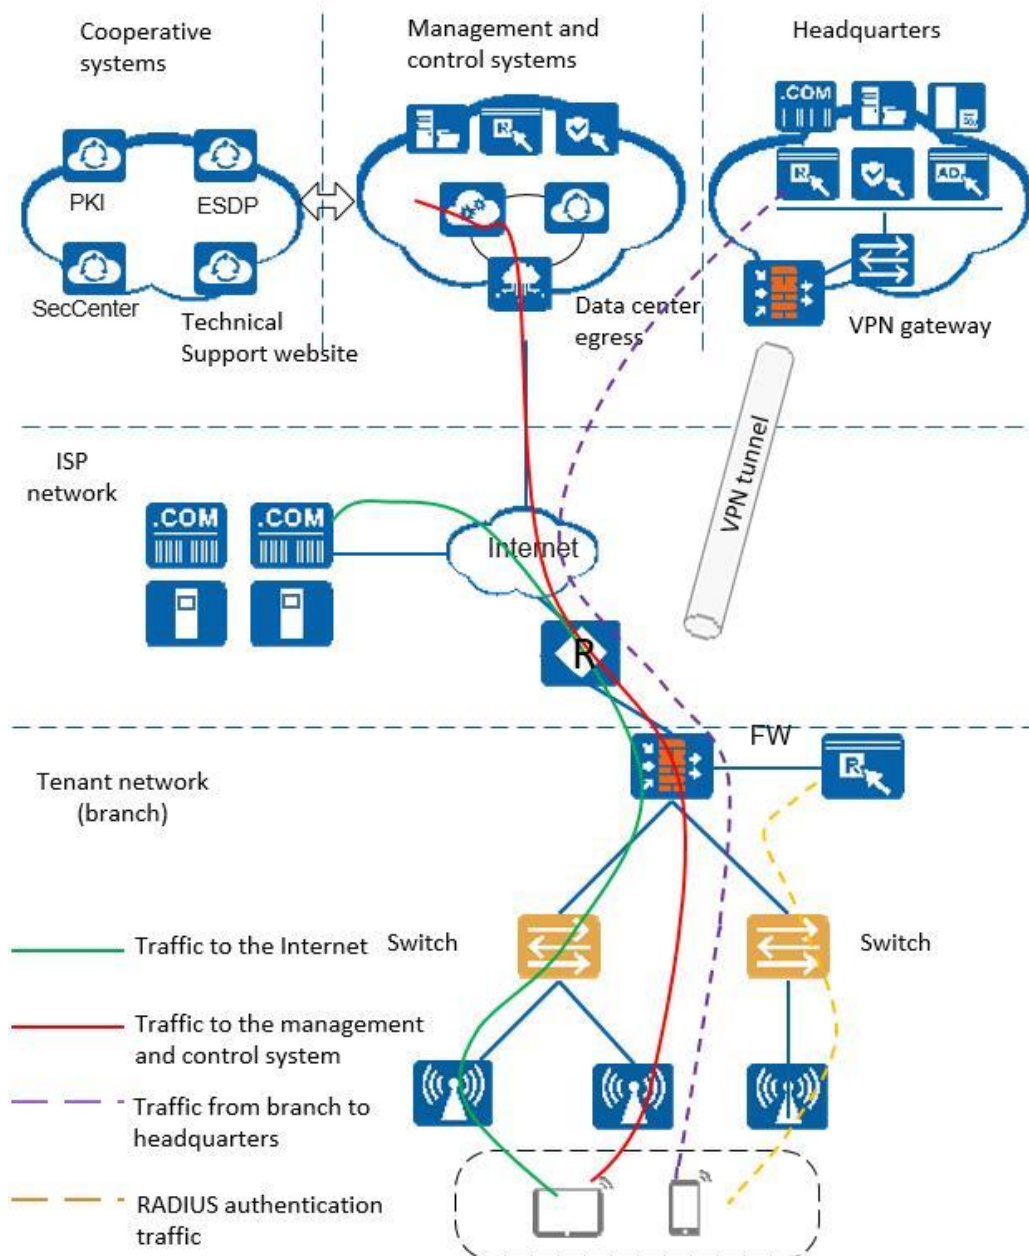 Cooperative
systems
Management and
control systems
Headquarters
.COM
R
PKI
ESDP
R
AD
SecCenter
Technical
Support website
Data center
egress
VPN gateway
VPN tunnel
ISP
network
.COM
.COM
Internet
R
FW
R
Tenant network
(branch)
Switch
Switch
Traffic to the Internet
Traffic to the management
and control system
Traffic from branch to
headquarters
RADIUS authentication
traffic